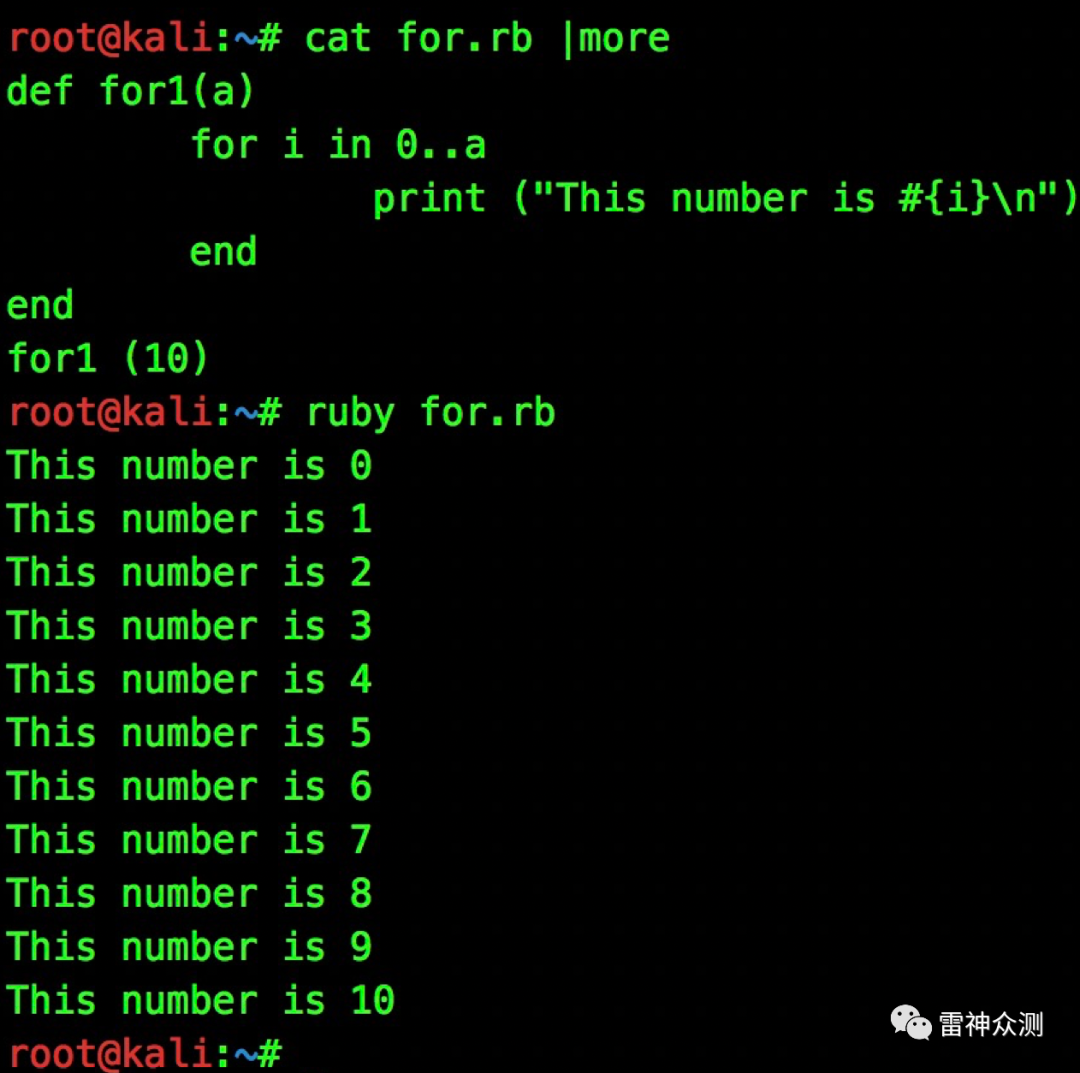 root@kali:~# cat for.rb |more
def for1(a)
        for i in 0..a
                print ("This number is #{i}\n")
        end
end
for1 (10)
root@kali:~# ruby for.rb
This number is 0
This number is 1
This number is 2
This number is 3
This number is 4
This number is 5
This number is 6
This number is 7
This number is 8
This number is 9
This number is 10
root@kali:~#
雷神众测